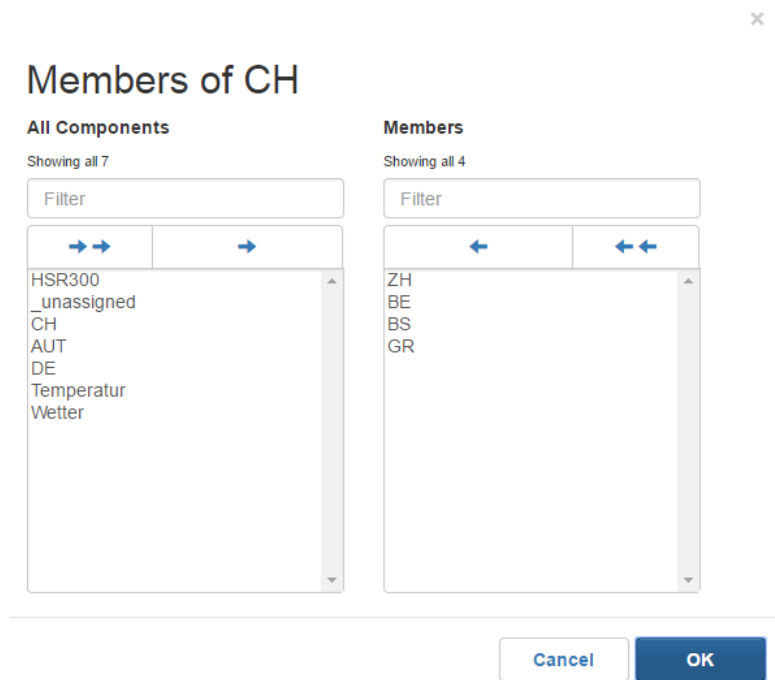 ×
Members of CH
All Components
Showing all 7
Filter
HSR300
_unassigned
CH
AUT
DE
Temperatur
Wetter
Members
Showing all 4
Filter
ZH
BE
BS
GR
Cancel
OK